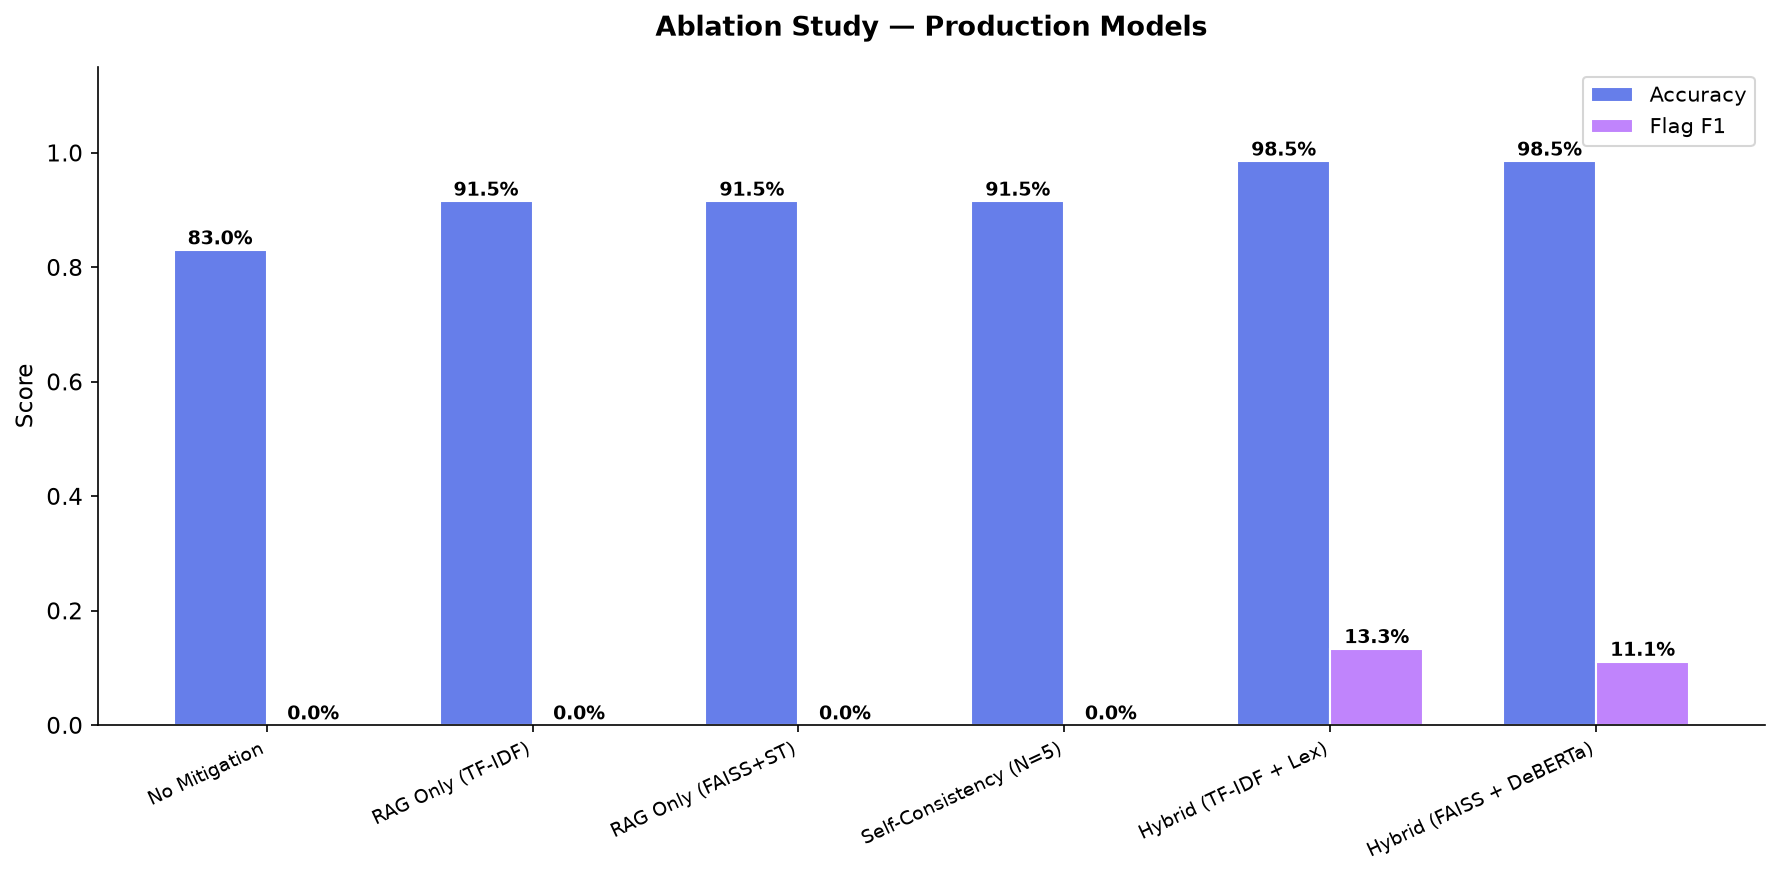 Ablation Study — Production Models
Accuracy
Flag F1
Score
1.0
0.8
0.6
0.4
0.2
0.0
83.0%
0.0%
91.5%
0.0%
91.5%
0.0%
91.5%
0.0%
98.5%
13.3%
98.5%
11.1%
No Mitigation
RAG Only (TF-IDF)
RAG Only (FAISS+ST)
Self-Consistency (N=5)
Hybrid (TF-IDF + Lex)
Hybrid (FAISS + DeBERTa)